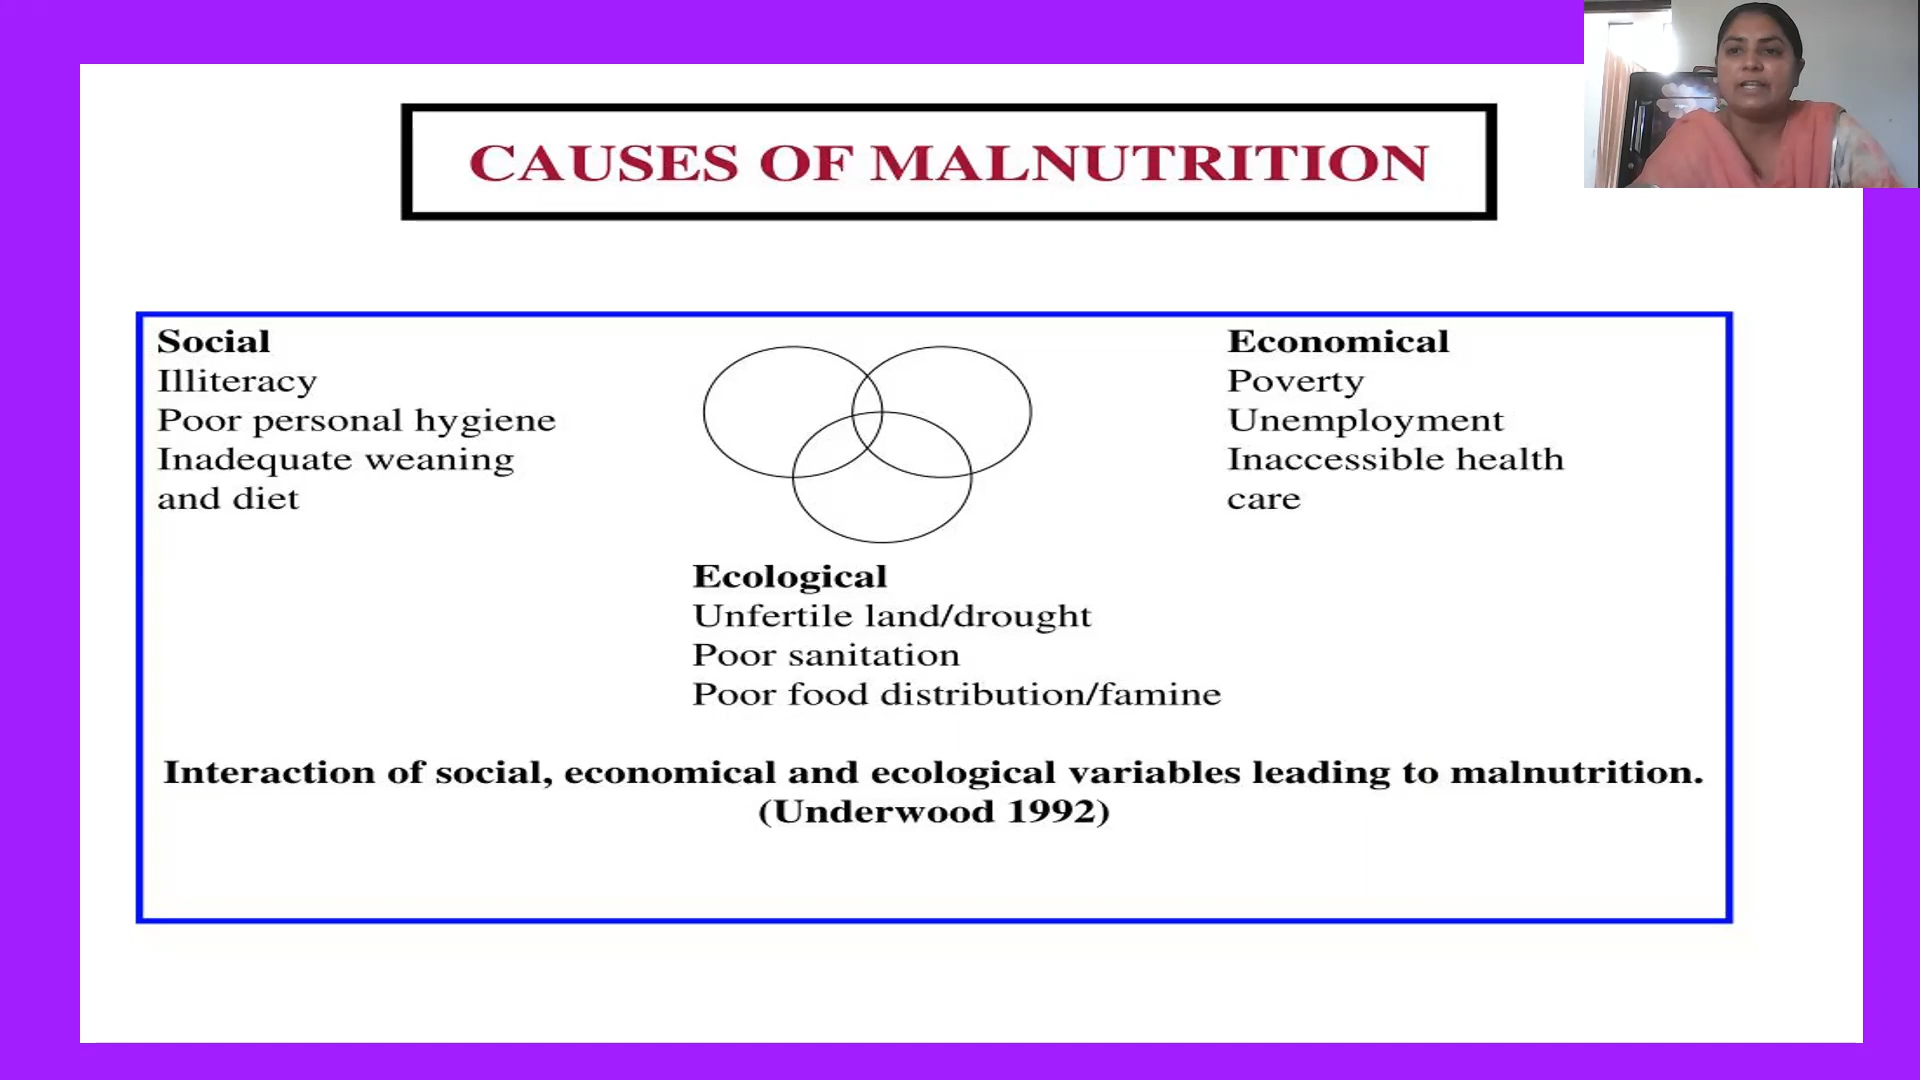 CAUSES OF MALNUTRITION
Social
Illiteracy
Poor personal hygiene
Inadequate weaning
and diet
Economical
Poverty
Unemployment
Inaccessible health
care
Ecological
Unfertile land/drought
Poor sanitation
Poor food distribution/famine
Interaction of social, economical and ecological variables leading to malnutrition.
(Underwood 1992)